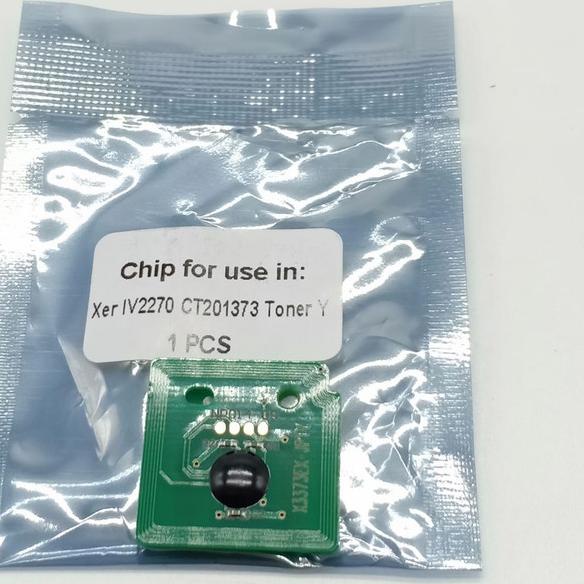 Chip for use in:
Xer IV2270 CT201373 Toner Y
1 PCS